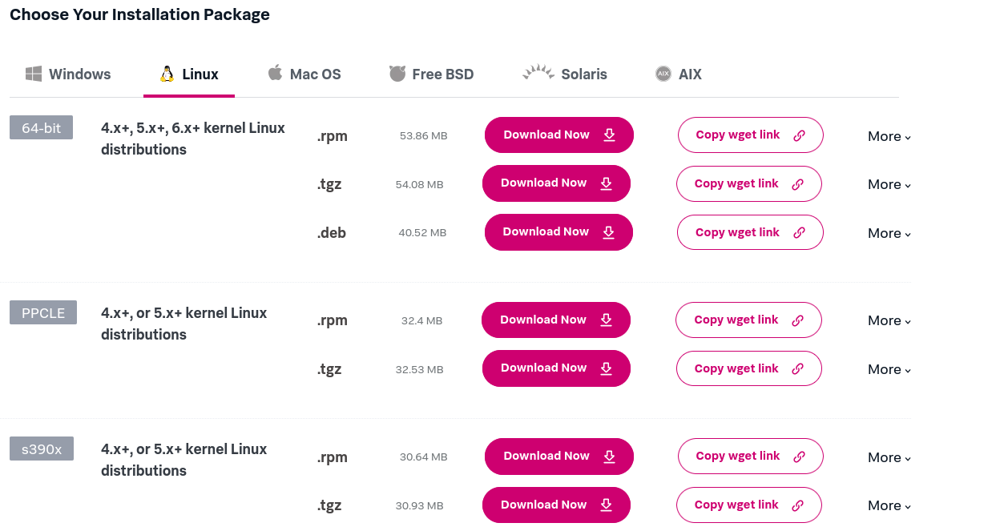 Choose Your Installation Package
Windows Linux Mac OS Free BSD Solaris AIX AIX
64-bit 4.x+, 5.x+, 6.x+ kernel Linux distributions .rpm 53.86 MB Download Now Copy wget link More
.tgz 54.08 MB Download Now Copy wget link More
.deb 40.52 MB Download Now Copy wget link More
PPCLE 4.x+, or 5.x+ kernel Linux distributions .rpm 32.4 MB Download Now Copy wget link More
.tgz 32.53 MB Download Now Copy wget link More
s390x 4.x+, or 5.x+ kernel Linux distributions .rpm 30.64 MB Download Now Copy wget link More
.tgz 30.93 MB Download Now Copy wget link More